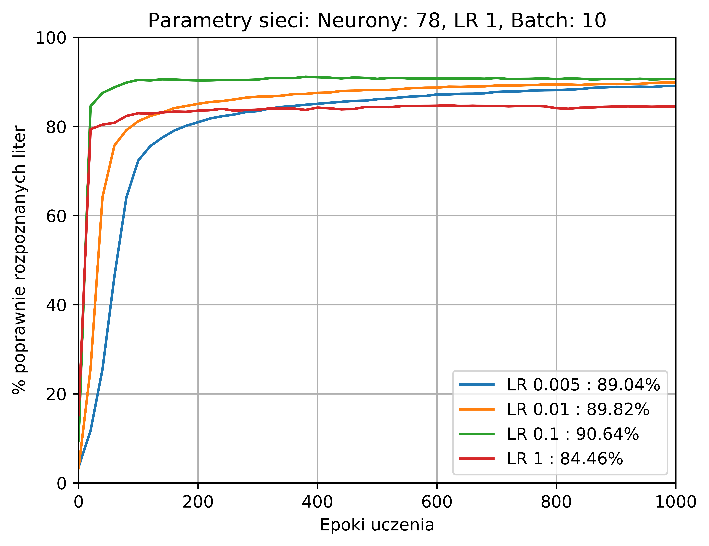 Parametry sieci: Neurony: 78, LR 1, Batch: 10
100
80
60
40
20
0
% poprawnie rozpoznanych liter
LR 0.005 : 89.04%
LR 0.01 : 89.82%
LR 0.1 : 90.64%
LR 1 : 84.46%
0 200 400 600 800 1000
Epoki uczenia